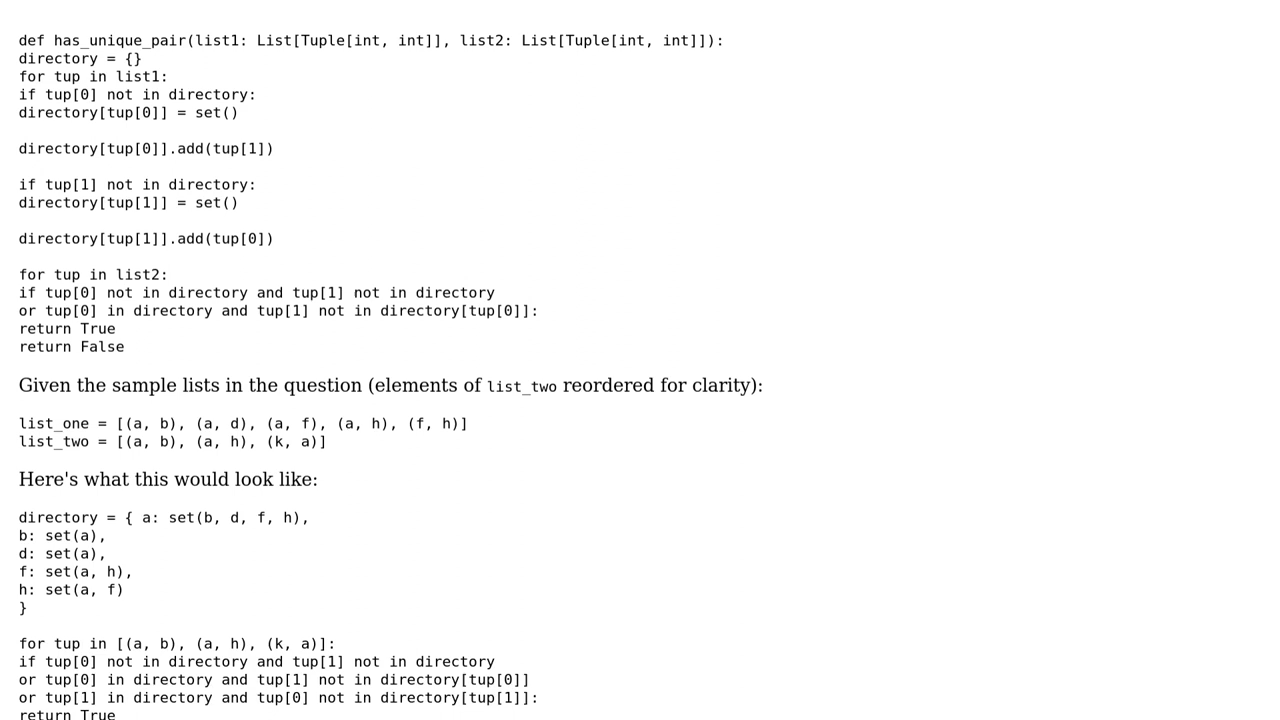 def has_unique_pair(list1: List[Tuple[int, int]], list2: List[Tuple[int, int]]):
directory = {}
for tup in list1:
if tup[0] not in directory:
directory[tup[0]] = set()
directory[tup[0]].add(tup[1])
if tup[1] not in directory:
directory[tup[1]] = set()
directory[tup[1]].add(tup[0])
for tup in list2:
if tup[0] not in directory and tup[1] not in directory
or tup[0] in directory and tup[1] not in directory[tup[0]]:
return True
return False
Given the sample lists in the question (elements of list_two reordered for clarity):
list_one = [(a, b), (a, d), (a, f), (a, h), (f, h)]
list_two = [(a, b), (a, h), (k, a)]
Here's what this would look like:
directory = { a: set(b, d, f, h),
b: set(a),
d: set(a),
f: set(a, h),
h: set(a, f)
}
for tup in [(a, b), (a, h), (k, a)]:
if tup[0] not in directory and tup[1] not in directory
or tup[0] in directory and tup[1] not in directory[tup[0]]
or tup[1] in directory and tup[0] not in directory[tup[1]]:
return True